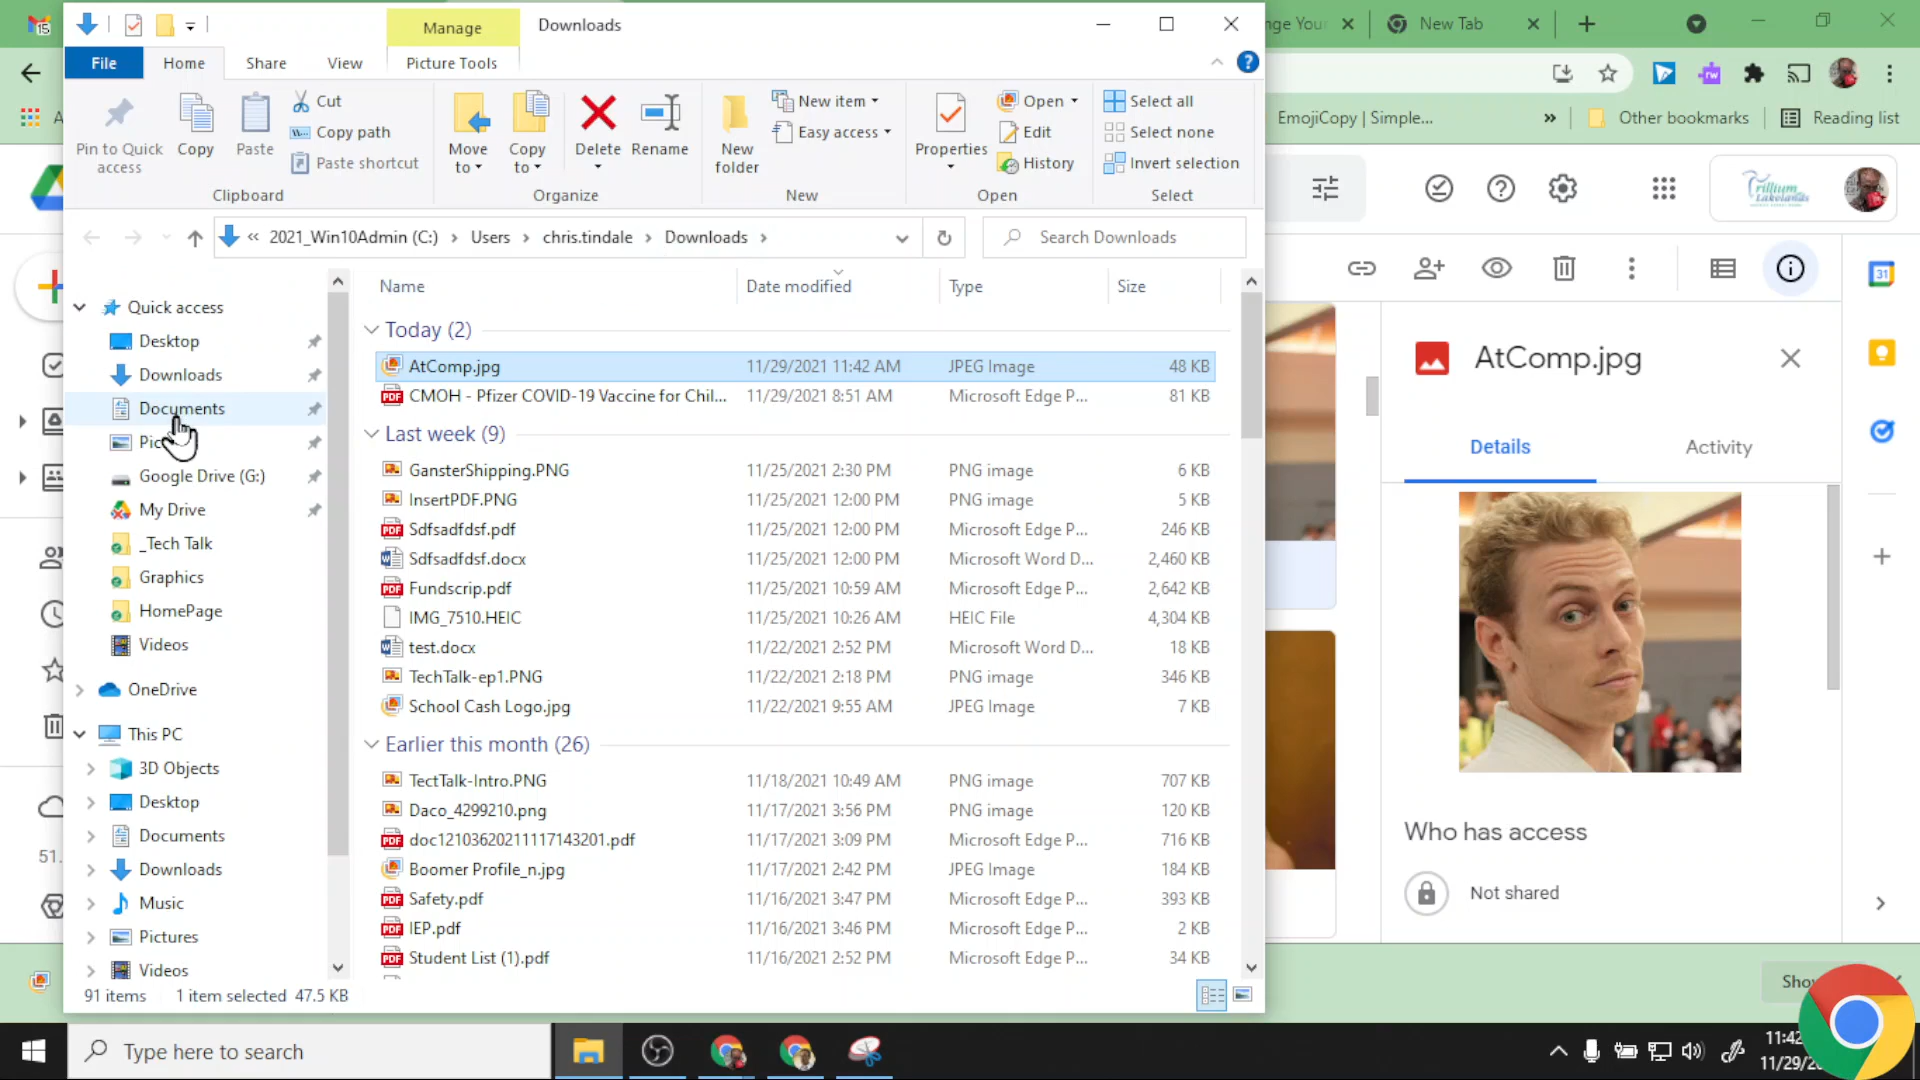 15
Manage
Downloads
nge Your
New Tab
File
Home
Share
View
Picture Tools
Pin to Quick access
Copy
Paste
Cut
Copy path
Paste shortcut
Clipboard
Move to
Copy to
Delete
Rename
Organize
New folder
New item
Easy access
New
Properties
Open
Edit
History
Open
Select all
Select none
Invert selection
Select
EmojiCopy | Simple...
»
Other bookmarks
Reading list
Trillium
Lakelands
« 2021_Win10Admin (C:) › Users › chris.tindale › Downloads ›
Search Downloads
Name
Date modified
Type
Size
Quick access
Desktop
Downloads
Documents
Pic
Google Drive (G:)
My Drive
_Tech Talk
Graphics
HomePage
Videos
OneDrive
This PC
3D Objects
Desktop
Documents
Downloads
Music
Pictures
Videos
51.
Today (2)
AtComp.jpg 11/29/2021 11:42 AM JPEG Image 48 KB
CMOH - Pfizer COVID-19 Vaccine for Chil... 11/29/2021 8:51 AM Microsoft Edge P... 81 KB
Last week (9)
GansterShipping.PNG 11/25/2021 2:30 PM PNG image 6 KB
InsertPDF.PNG 11/25/2021 12:00 PM PNG image 5 KB
Sdfsadfdsf.pdf 11/25/2021 12:00 PM Microsoft Edge P... 246 KB
Sdfsadfdsf.docx 11/25/2021 12:00 PM Microsoft Word D... 2,460 KB
Fundscrip.pdf 11/25/2021 10:59 AM Microsoft Edge P... 2,642 KB
IMG_7510.HEIC 11/25/2021 10:26 AM HEIC File 4,304 KB
test.docx 11/22/2021 2:52 PM Microsoft Word D... 18 KB
TechTalk-ep1.PNG 11/22/2021 2:18 PM PNG image 346 KB
School Cash Logo.jpg 11/22/2021 9:55 AM JPEG Image 7 KB
Earlier this month (26)
TectTalk-Intro.PNG 11/18/2021 10:49 AM PNG image 707 KB
Daco_4299210.png 11/17/2021 3:56 PM PNG image 120 KB
doc12103620211117143201.pdf 11/17/2021 3:09 PM Microsoft Edge P... 716 KB
Boomer Profile_n.jpg 11/17/2021 2:42 PM JPEG Image 184 KB
Safety.pdf 11/16/2021 3:47 PM Microsoft Edge P... 393 KB
IEP.pdf 11/16/2021 3:46 PM Microsoft Edge P... 2 KB
Student List (1).pdf 11/16/2021 2:52 PM Microsoft Edge P... 34 KB
91 items 1 item selected 47.5 KB
AtComp.jpg
Details
Activity
Who has access
Not shared
31
Type here to search
11:42
11/29/2